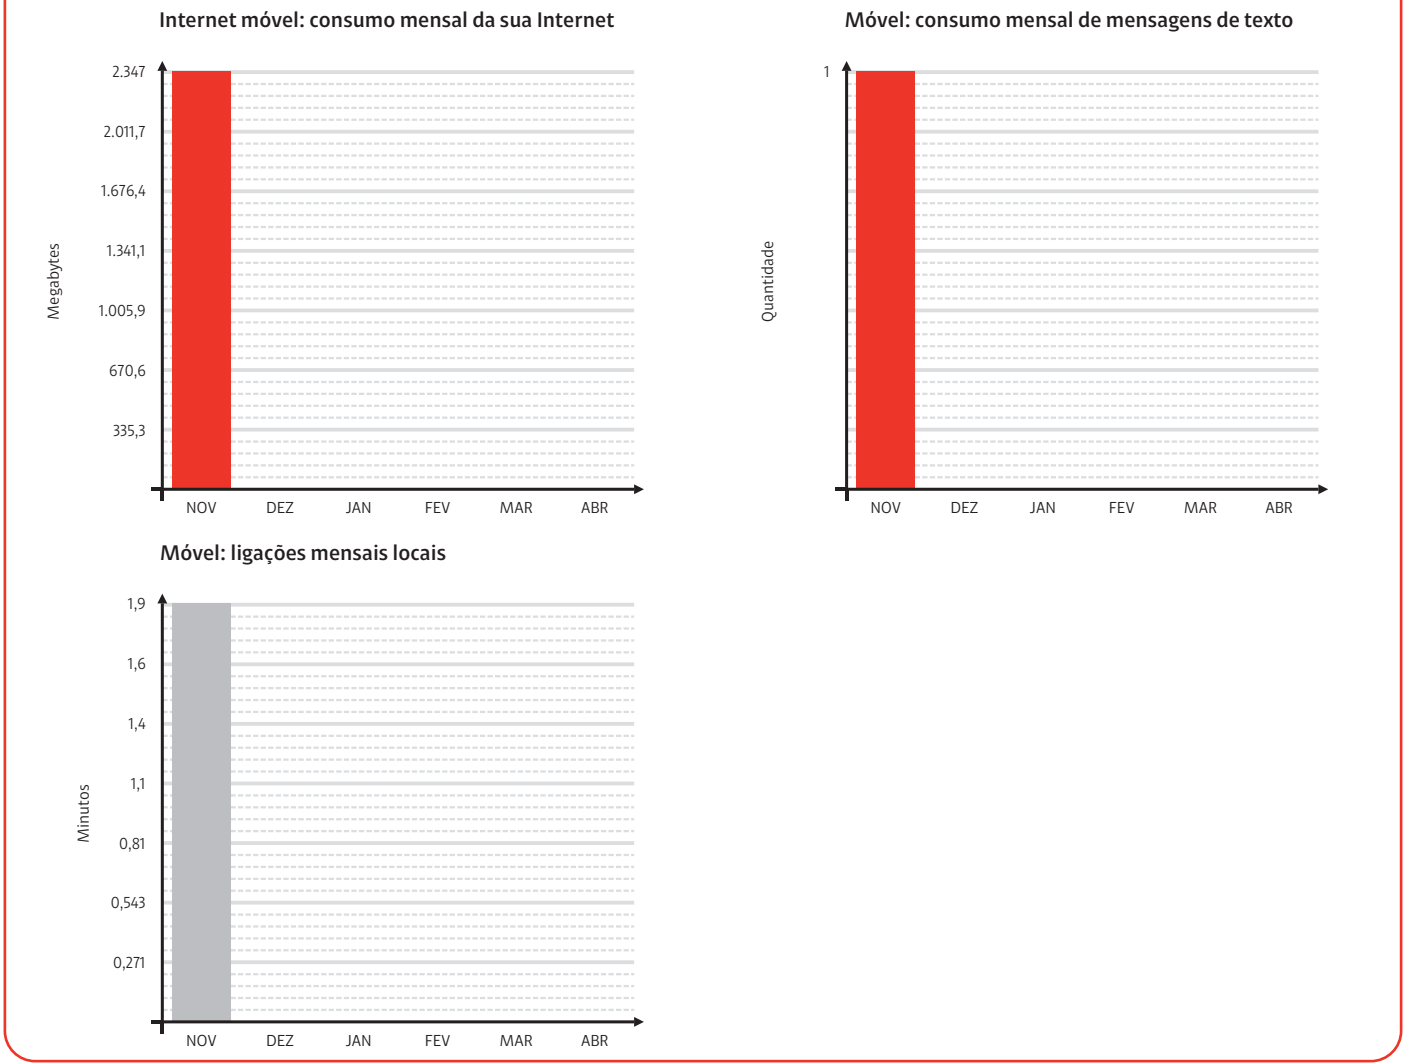 Internet móvel: consumo mensal da sua Internet
2.347
2.011,7
1.676,4
1.341,1
1.005,9
670,6
335,3
Megabytes
NOV DEZ JAN FEV MAR ABR
Móvel: consumo mensal de mensagens de texto
1
Quantidade
NOV DEZ JAN FEV MAR ABR
Móvel: ligações mensais locais
1,9
1,6
1,4
1,1
0,81
0,543
0,271
Minutos
NOV DEZ JAN FEV MAR ABR